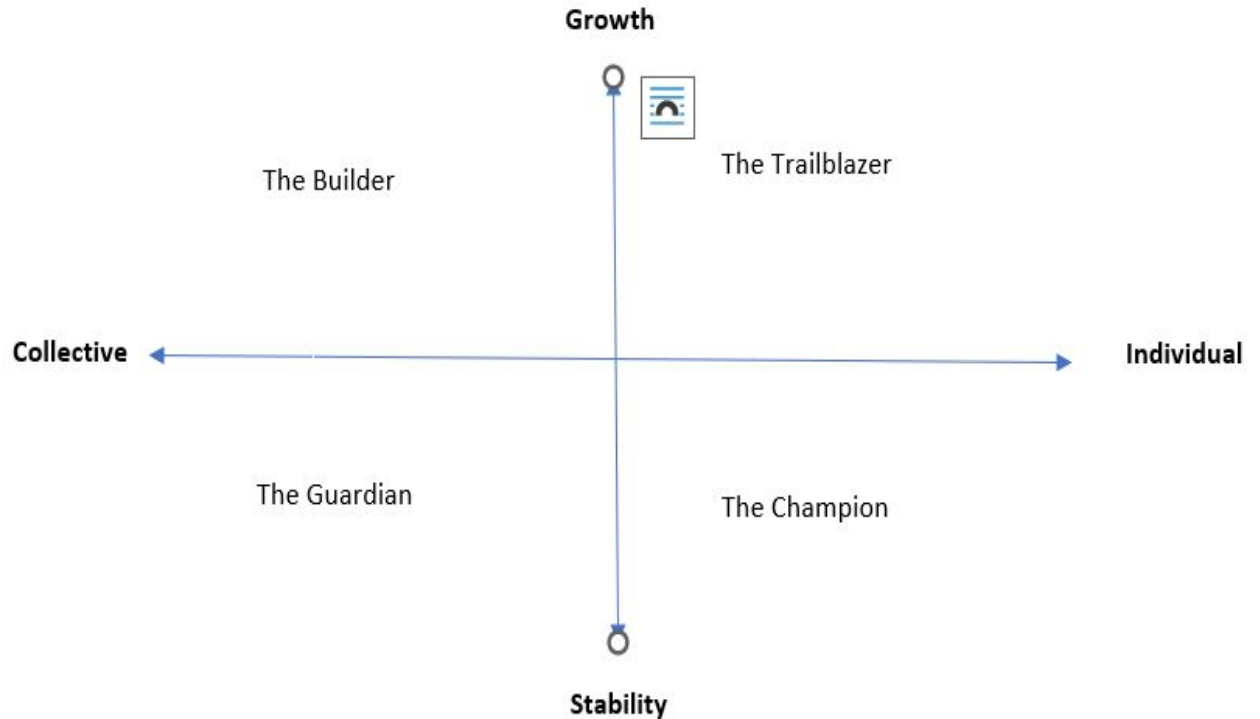 Growth
The Trailblazer
The Builder
Collective
Individual
The Guardian
The Champion
Stability